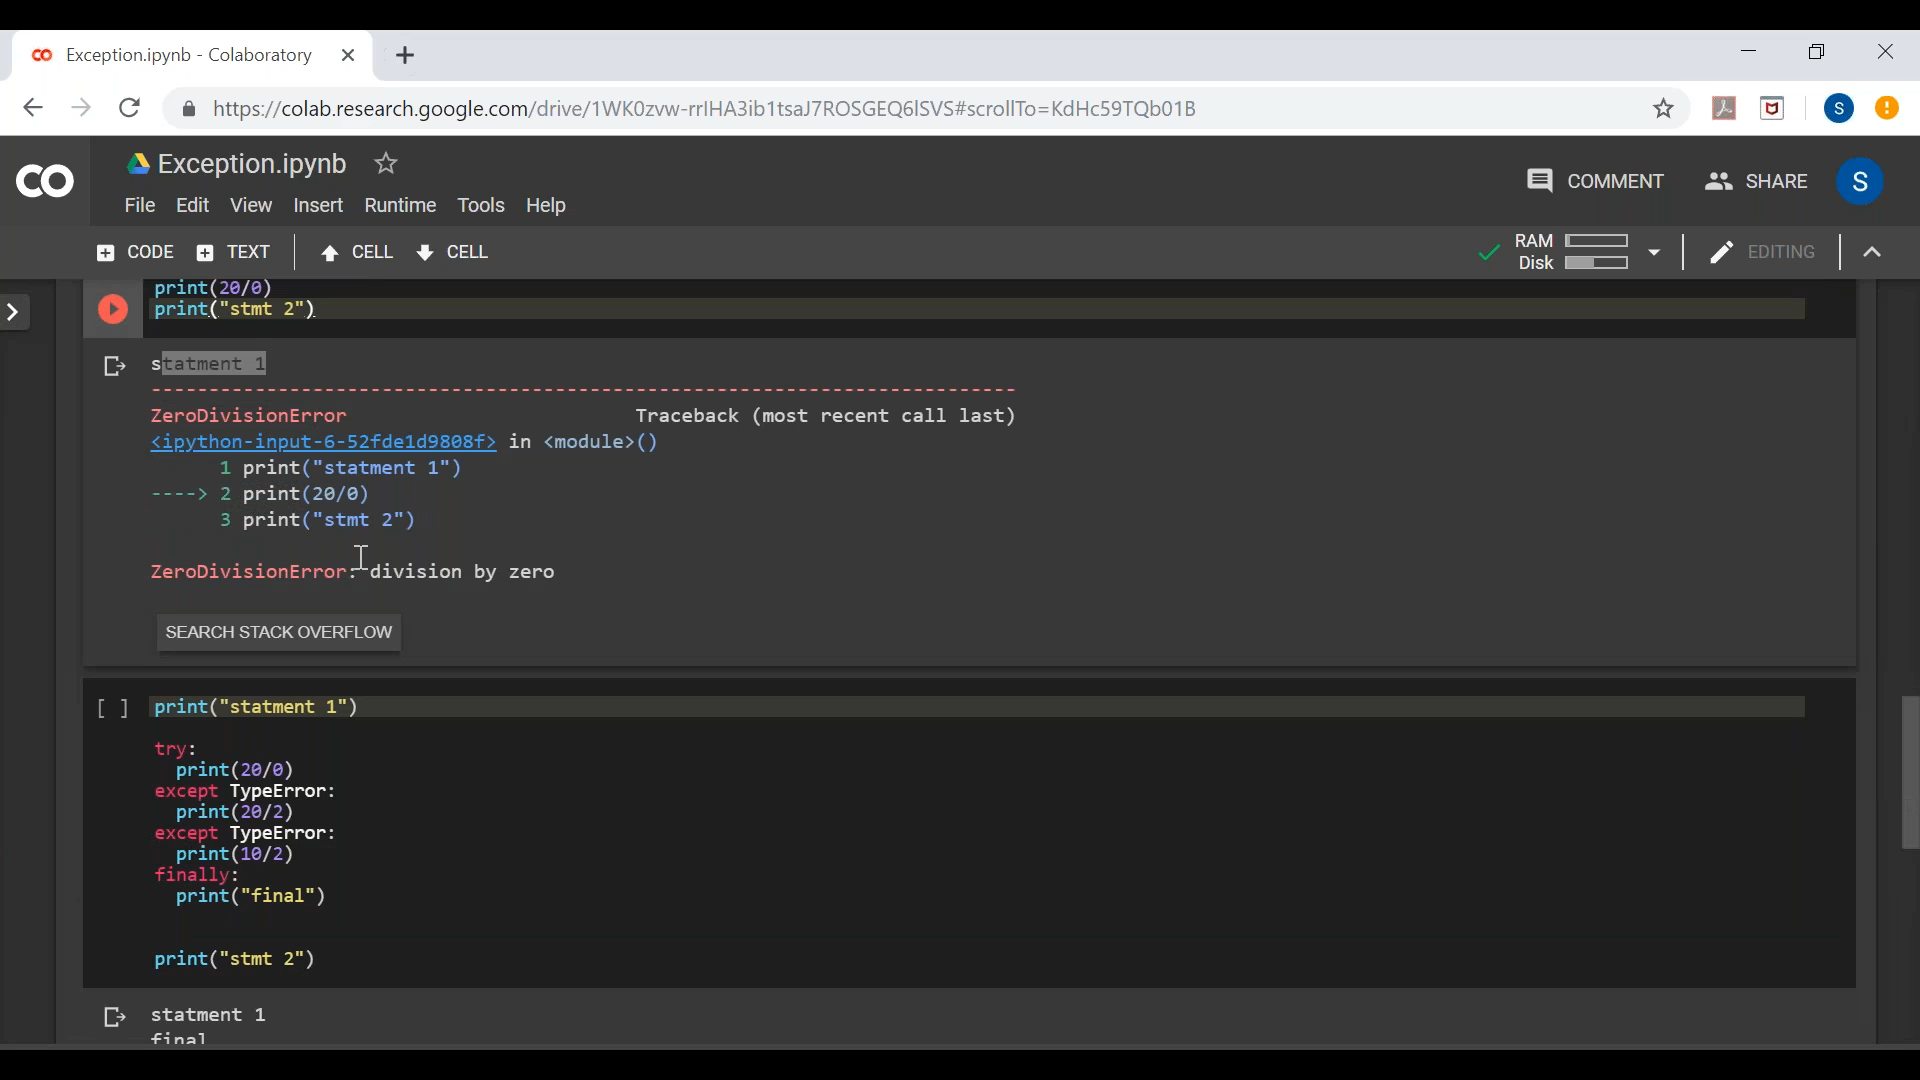 Exception.ipynb - Colaboratory
https://colab.research.google.com/drive/1WK0zvw-rrIHA3ib1tsaJ7ROSGEQ6lSVS#scrollTo=KdHc59TQb01B
S
Exception.ipynb
COMMENT
SHARE
S
File Edit View Insert Runtime Tools Help
CODE TEXT CELL CELL
RAM
Disk
EDITING
print(20/0)
print("stmt 2")
statment 1
---------------------------------------------------------------------------
ZeroDivisionError Traceback (most recent call last)
<ipython-input-6-52fde1d9808f> in <module>()
1 print("statment 1")
----> 2 print(20/0)
3 print("stmt 2")
ZeroDivisionError: division by zero
SEARCH STACK OVERFLOW
[ ] print("statment 1")
try:
print(20/0)
except TypeError:
print(20/2)
except TypeError:
print(10/2)
finally:
print("final")
print("stmt 2")
statment 1
final